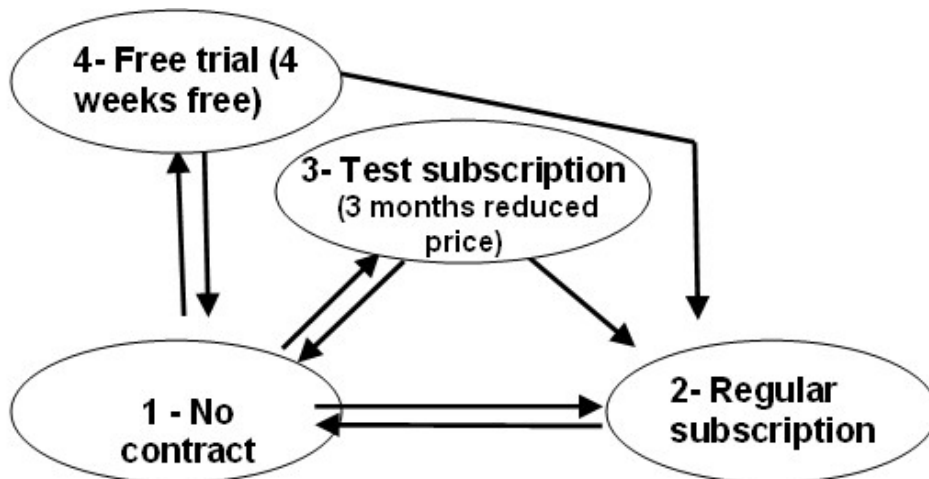 4- Free trial (4
weeks free)
3- Test subscription
(3 months reduced
price)
1 - No
contract
2- Regular
subscription